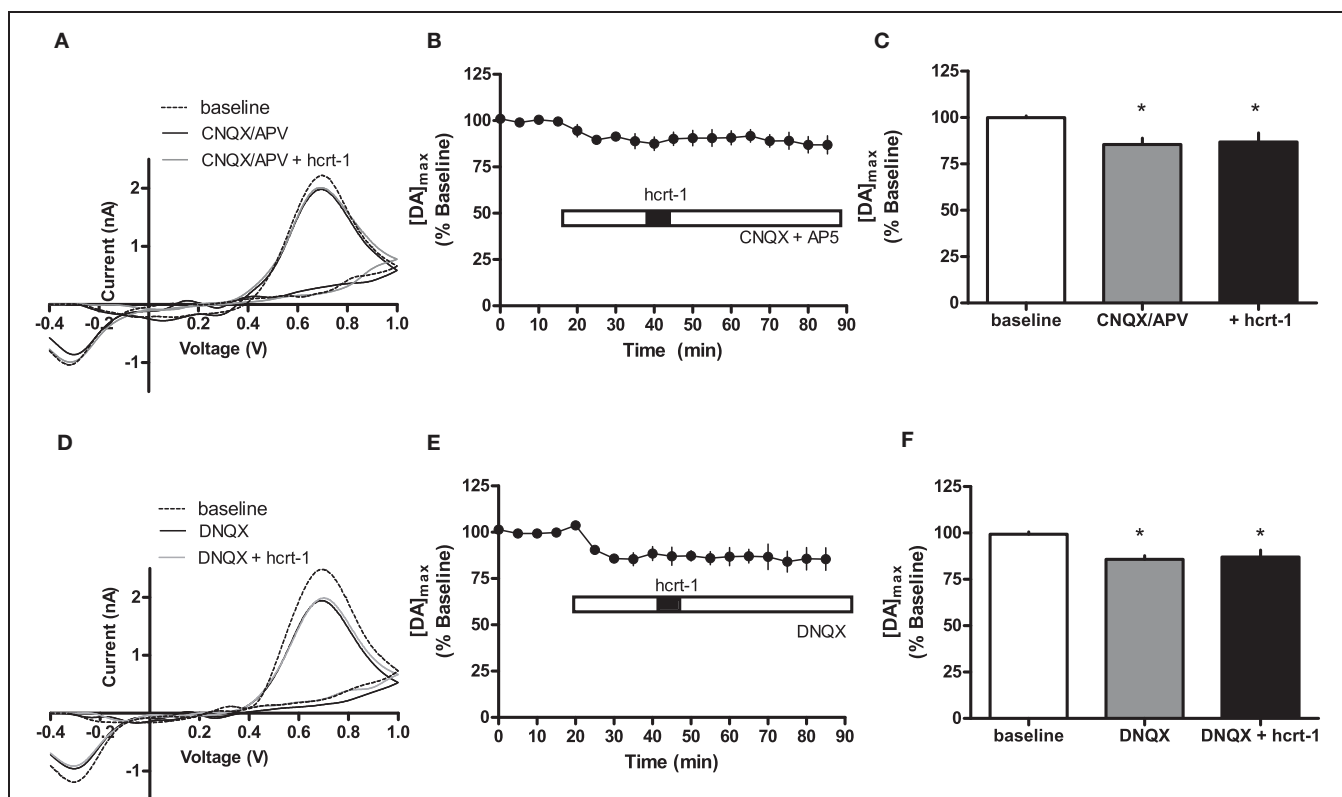 A
baseline
CNQX/APV
CNQX/APV + hcrt-1
Current (nA)
2
1
-1
-0.4
-0.2
0.2
0.4
0.6
0.8
1.0
Voltage (V)
B
[DA]max
(% Baseline)
125
100
75
50
25
0
hcrt-1
CNQX + AP5
0 10 20 30 40 50 60 70 80 90
Time (min)
C
[DA]max
(% Baseline)
125
100
75
50
25
0
* *
baseline CNQX/APV + hcrt-1
D
baseline
DNQX
DNQX + hcrt-1
Current (nA)
2
1
-1
-0.4
-0.2
0.2
0.4
0.6
0.8
1.0
Voltage (V)
E
[DA]max
(% Baseline)
125
100
75
50
25
0
hcrt-1
DNQX
0 10 20 30 40 50 60 70 80 90
Time (min)
F
[DA]max
(% Baseline)
125
100
75
50
25
0
* *
baseline DNQX DNQX + hcrt-1